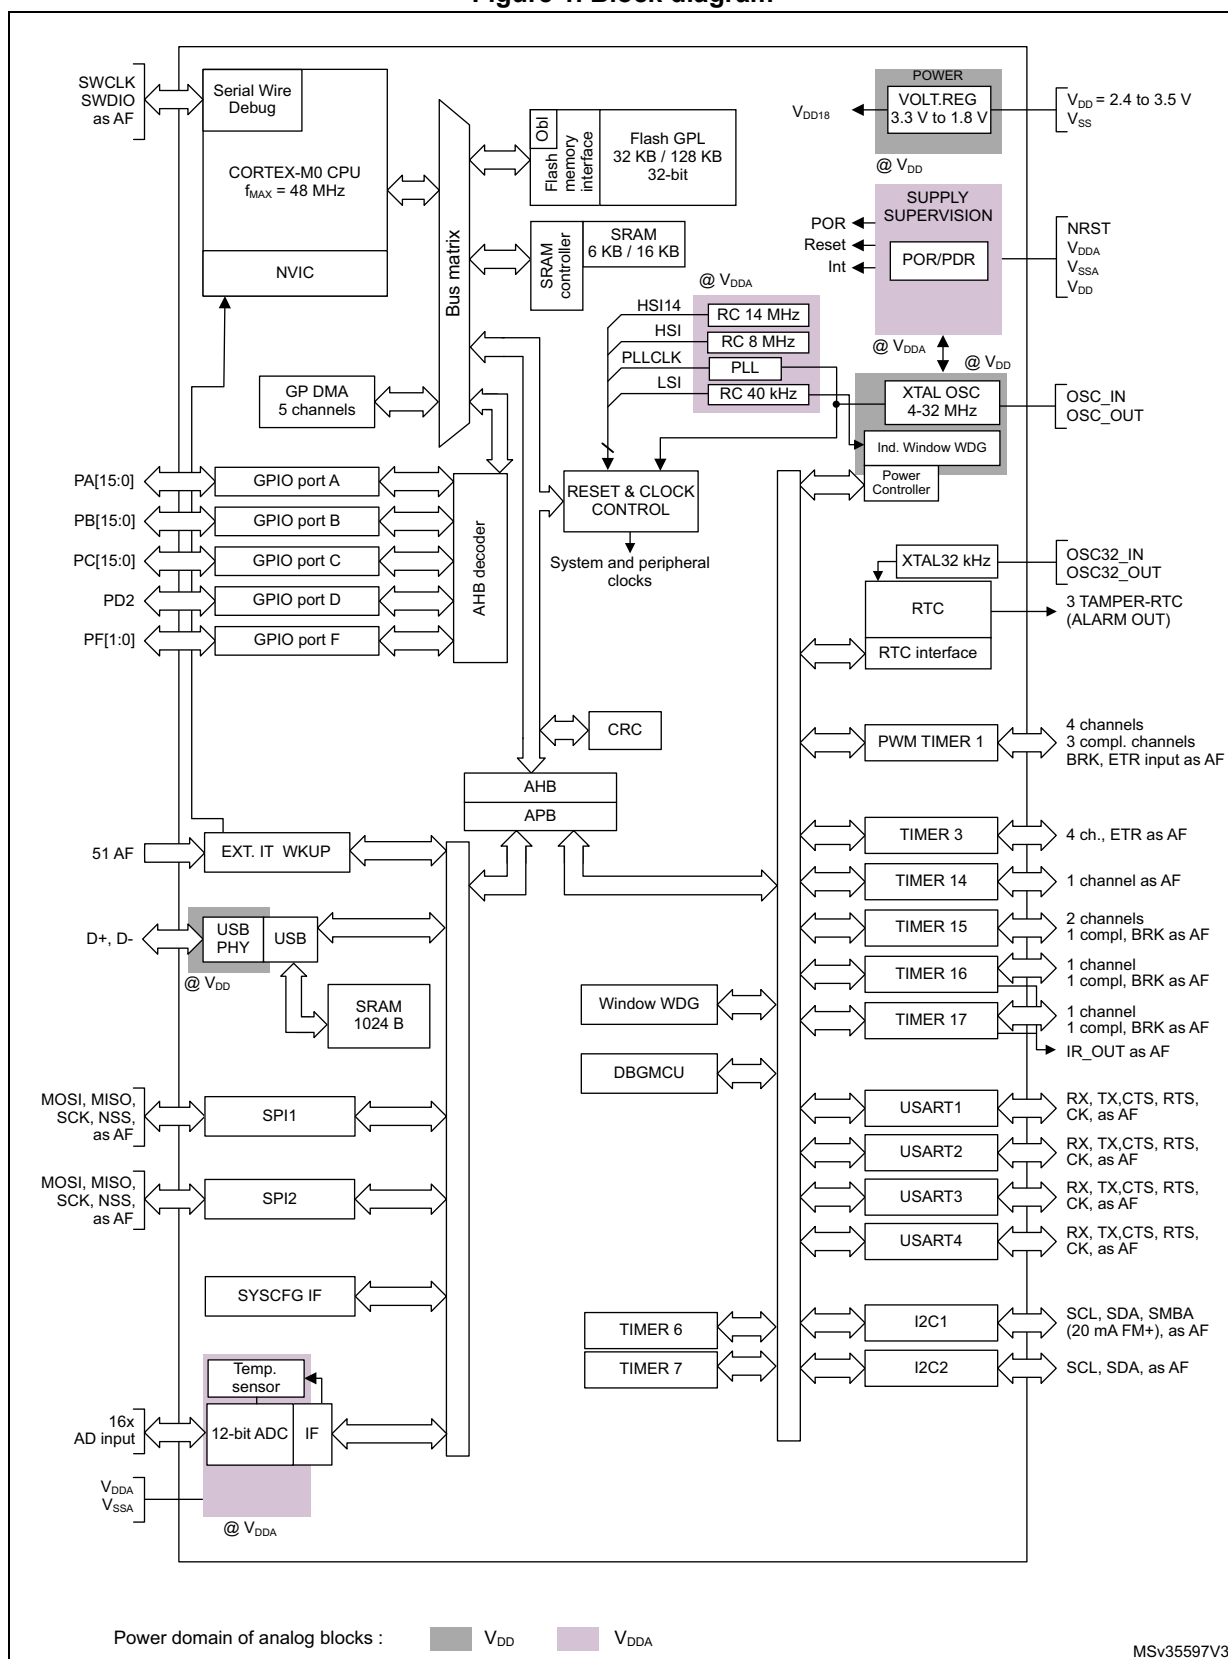 Figure 1. Block diagram
SWCLK
SWDIO
as AF
Serial Wire
Debug
CORTEX-M0 CPU
fMAX = 48 MHz
NVIC
Bus matrix
Obl
Flash
memory
interface
Flash GPL
32 KB / 128 KB
32-bit
SRAM
controller
SRAM
6 KB / 16 KB
POWER
VOLT.REG
3.3 V to 1.8 V
VDD18
VDD = 2.4 to 3.5 V
VSS
@ VDD
SUPPLY
SUPERVISION
POR
Reset
Int
POR/PDR
NRST
VDDA
VSSA
VDD
@ VDDA
HSI14
RC 14 MHz
HSI
RC 8 MHz
PLLCLK
PLL
LSI
RC 40 kHz
@ VDDA
@ VDD
XTAL OSC
4-32 MHz
OSC_IN
OSC_OUT
Ind. Window WDG
Power
Controller
GP DMA
5 channels
PA[15:0]
GPIO port A
PB[15:0]
GPIO port B
PC[15:0]
GPIO port C
PD2
GPIO port D
PF[1:0]
GPIO port F
AHB decoder
RESET & CLOCK
CONTROL
System and peripheral
clocks
XTAL32 kHz
OSC32_IN
OSC32_OUT
RTC
3 TAMPER-RTC
(ALARM OUT)
RTC interface
CRC
PWM TIMER 1
4 channels
3 compl. channels
BRK, ETR input as AF
AHB
APB
51 AF
EXT. IT WKUP
TIMER 3
4 ch., ETR as AF
TIMER 14
1 channel as AF
D+, D-
USB
PHY
USB
@ VDD
SRAM
1024 B
TIMER 15
2 channels
1 compl, BRK as AF
TIMER 16
1 channel
1 compl, BRK as AF
Window WDG
TIMER 17
1 channel
1 compl, BRK as AF
IR_OUT as AF
DBGMCU
MOSI, MISO,
SCK, NSS,
as AF
SPI1
USART1
RX, TX,CTS, RTS,
CK, as AF
USART2
RX, TX,CTS, RTS,
CK, as AF
MOSI, MISO,
SCK, NSS,
as AF
SPI2
USART3
RX, TX,CTS, RTS,
CK, as AF
USART4
RX, TX,CTS, RTS,
CK, as AF
SYSCFG IF
TIMER 6
I2C1
SCL, SDA, SMBA
(20 mA FM+), as AF
TIMER 7
I2C2
SCL, SDA, as AF
Temp.
sensor
16x
AD input
12-bit ADC
IF
VDDA
VSSA
@ VDDA
Power domain of analog blocks :
VDD
VDDA
MSv35597V3